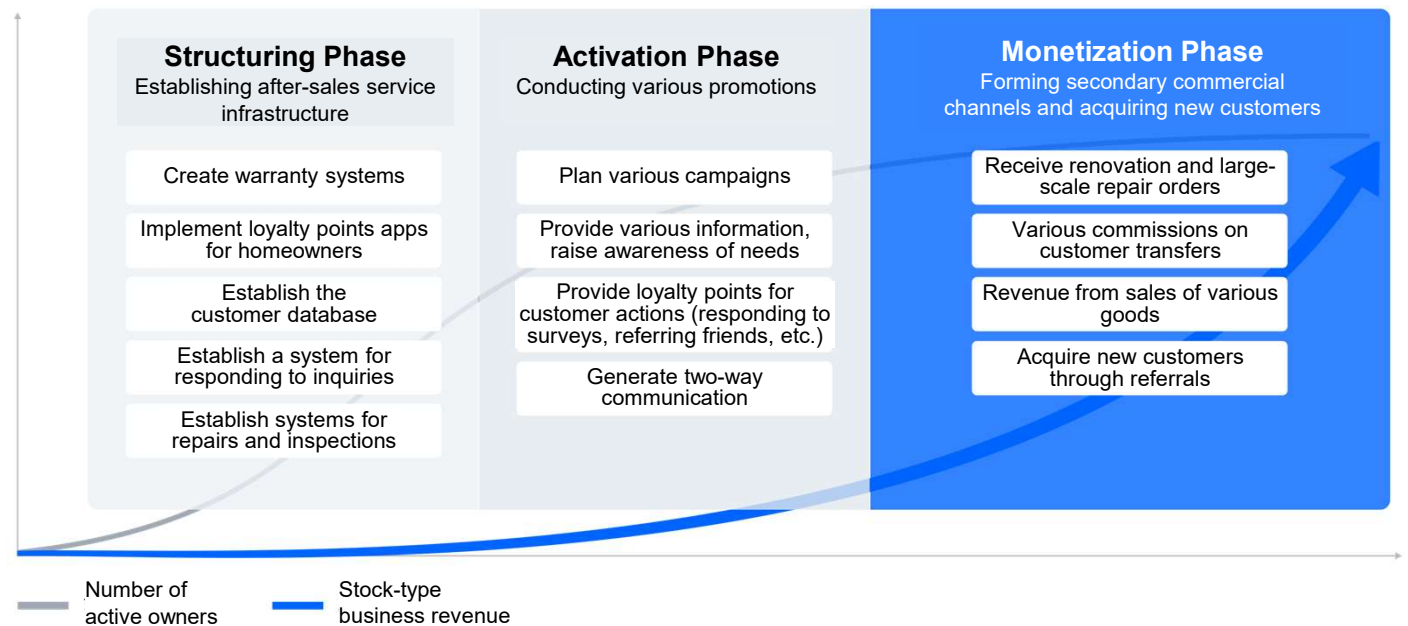 Structuring Phase
Establishing after-sales service
infrastructure
Create warranty systems
Implement loyalty points apps
for homeowners
Establish the
customer database
Establish a system for
responding to inquiries
Establish systems for
repairs and inspections
Activation Phase
Conducting various promotions
Plan various campaigns
Provide various information,
raise awareness of needs
Provide loyalty points for
customer actions (responding to
surveys, referring friends, etc.)
Generate two-way
communication
Monetization Phase
Forming secondary commercial
channels and acquiring new customers
Receive renovation and large-
scale repair orders
Various commissions on
customer transfers
Revenue from sales of various
goods
Acquire new customers
through referrals
Number of
active owners
Stock-type
business revenue